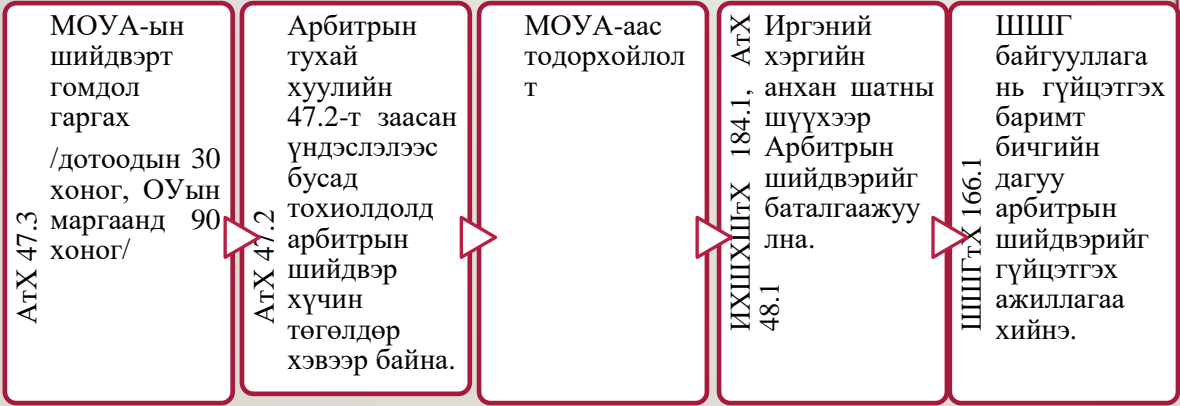 АтХ 47.3
МОУА-ын
шийдвэрт
гомдол
гаргах
/дотоодын 30
хоног, ОУын
маргаанд 90
хоног/
АтХ 47.2
Арбитрын
тухай
хуулийн
47.2-т заасан
үндэслэлээс
бусад
тохиолдолд
арбитрын
шийдвэр
хүчин
төгөлдөр
хэвээр байна.
МОУА-аас
тодорхойлол
т
ИХШХШтХ 184.1, АтХ
48.1
Иргэний
хэргийн
анхан шатны
шүүхээр
Арбитрын
шийдвэрийг
баталгаажуу
лна.
ШШГтХ 166.1
ШШГ
байгууллага
нь гүйцэтгэх
баримт
бичгийн
дагуу
арбитрын
шийдвэрийг
гүйцэтгэх
ажиллагаа
хийнэ.